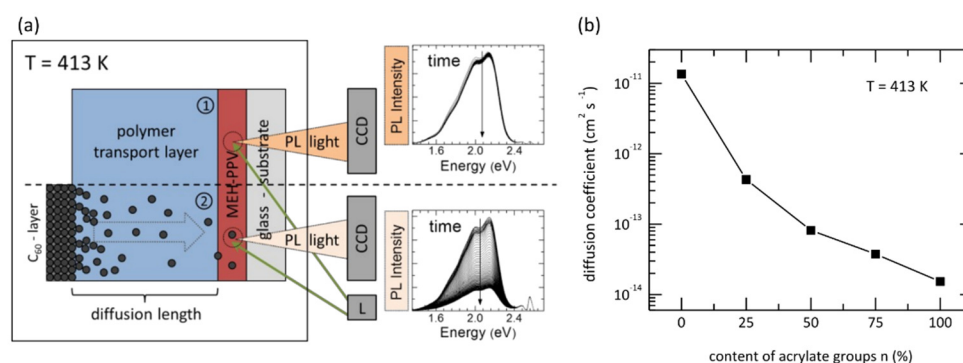 (a)
T = 413 K
①
polymer
transport layer
②
C60 - layer
MEH-PPV
glass - substrate
PL light
CCD
PL light
CCD
L
diffusion length
PL Intensity
time
1.6 2.0 2.4
Energy (eV)
PL Intensity
time
1.6 2.0 2.4
Energy (eV)
(b)
diffusion coefficient (cm² s⁻¹)
T = 413 K
10⁻¹¹
10⁻¹²
10⁻¹³
10⁻¹⁴
0 25 50 75 100
content of acrylate groups n (%)